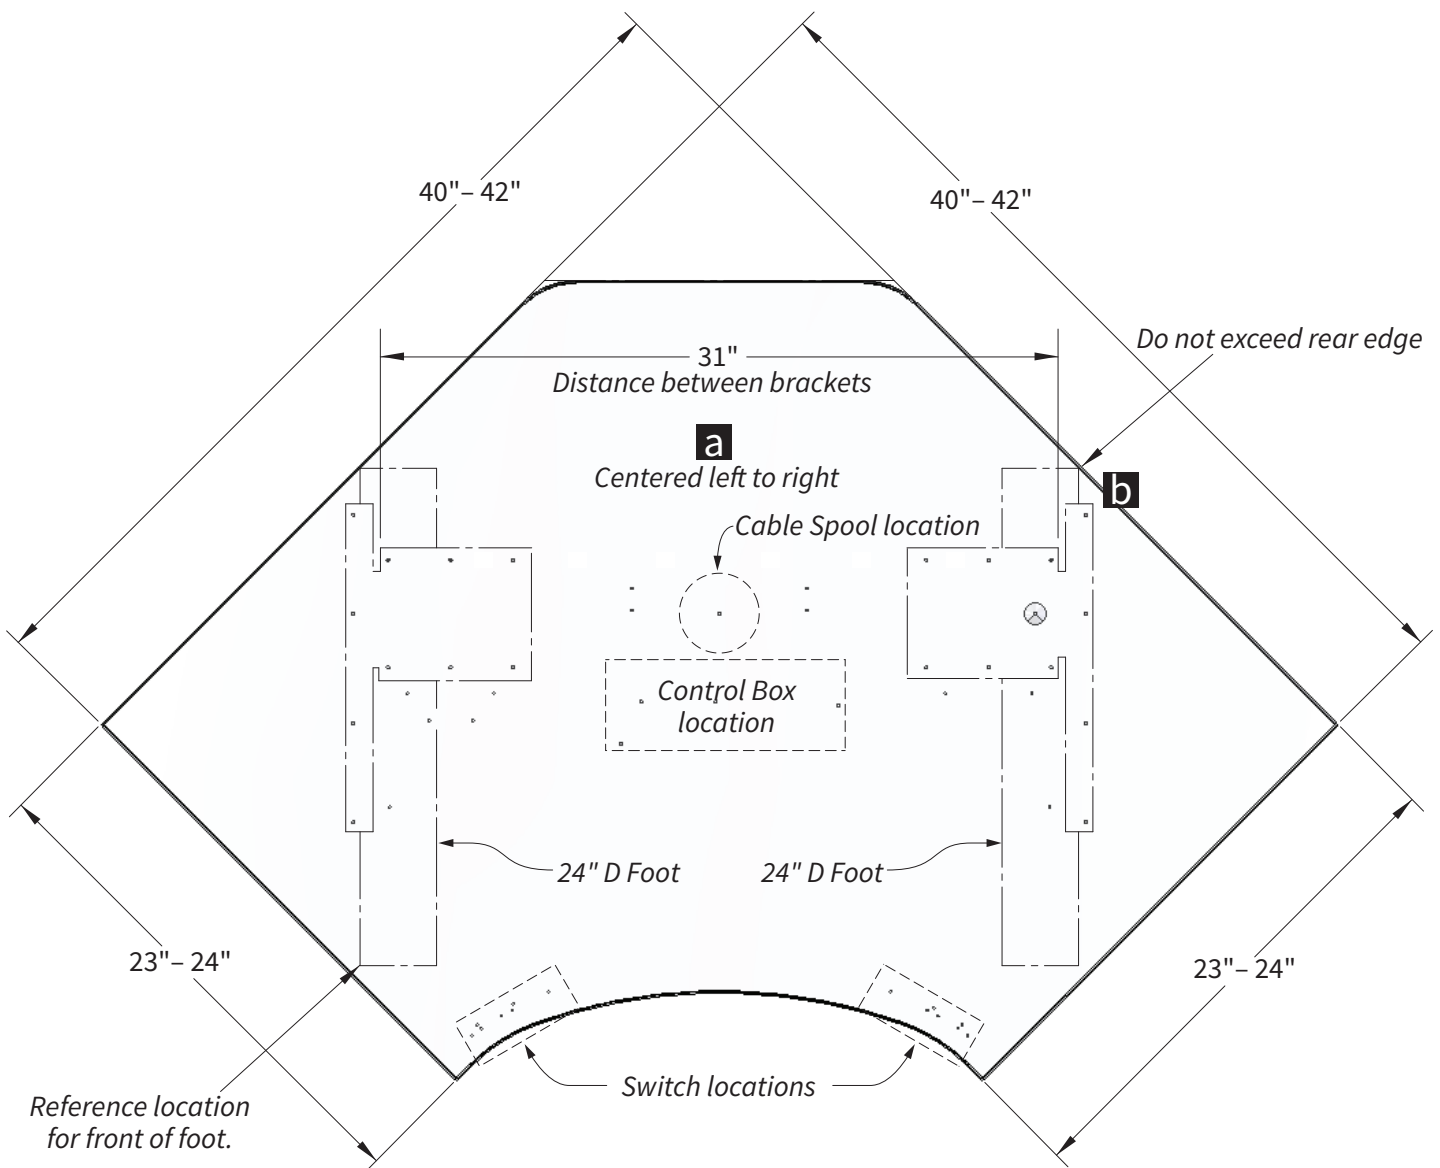 40"– 42"
40"– 42"
Do not exceed rear edge
31"
Distance between brackets
a
Centered left to right
b
Cable Spool location
Control Box
location
24" D Foot
24" D Foot
23"– 24"
23"– 24"
Switch locations
Reference location
for front of foot.